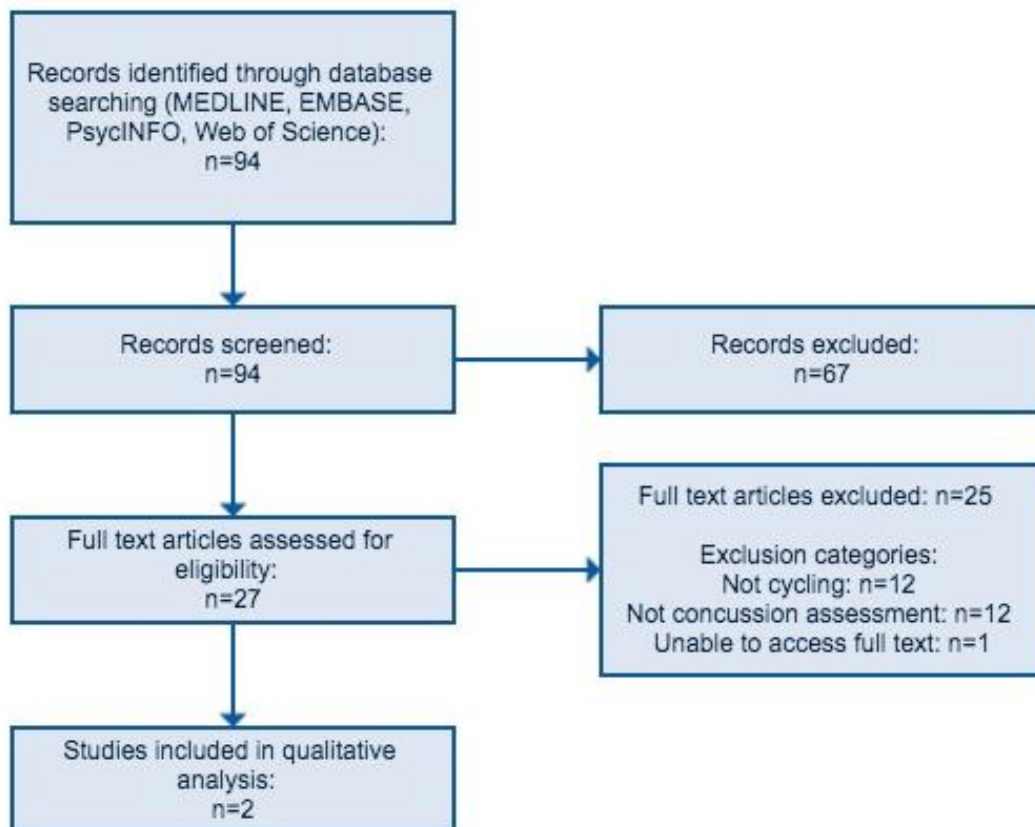 Records identified through database
searching (MEDLINE, EMBASE,
PsycINFO, Web of Science):
n=94
Records screened:
n=94
Records excluded:
n=67
Full text articles assessed for
eligibility:
n=27
Full text articles excluded: n=25
Exclusion categories:
Not cycling: n=12
Not concussion assessment: n=12
Unable to access full text: n=1
Studies included in qualitative
analysis:
n=2